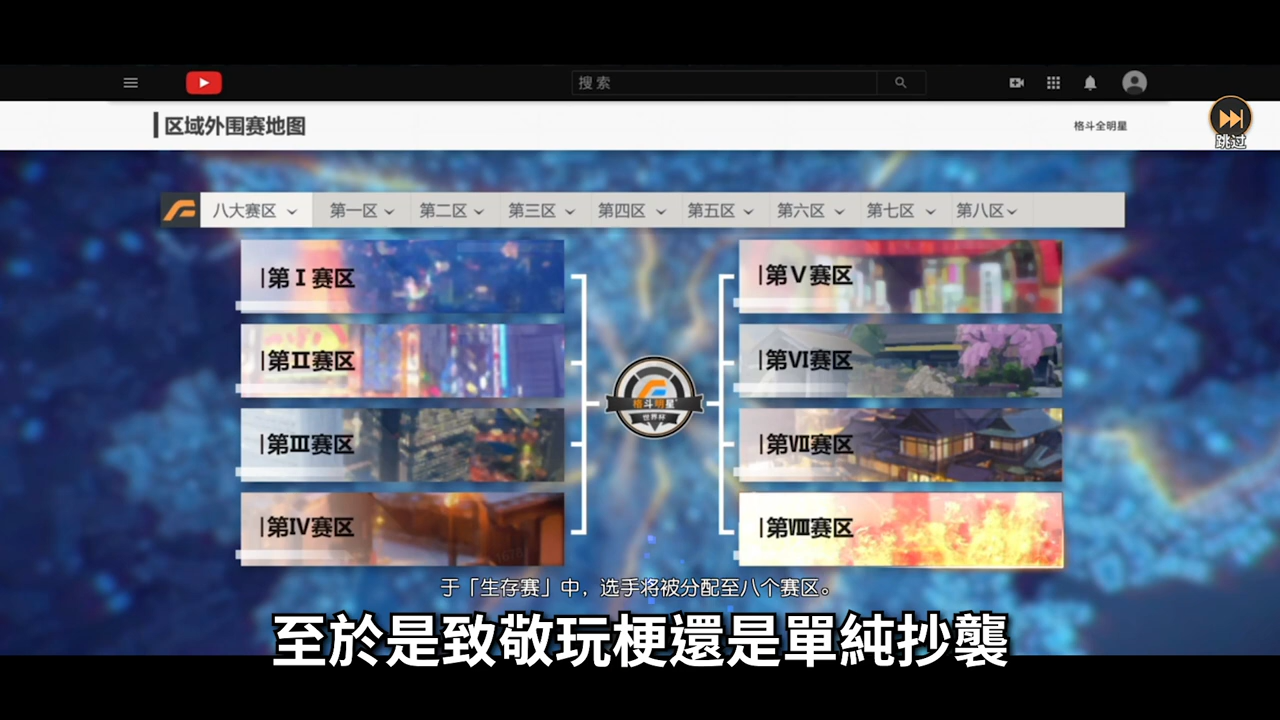 搜索
区域外围赛地图
格斗全明星
跳过
八大赛区 第一区 第二区 第三区 第四区 第五区 第六区 第七区 第八区
第Ⅰ赛区
第Ⅱ赛区
第Ⅲ赛区
第Ⅳ赛区
第Ⅴ赛区
第Ⅵ赛区
第Ⅶ赛区
第Ⅷ赛区
格斗明星
世界杯
于「生存赛」中，选手将被分配至八个赛区。
至於是致敬玩梗還是單純抄襲